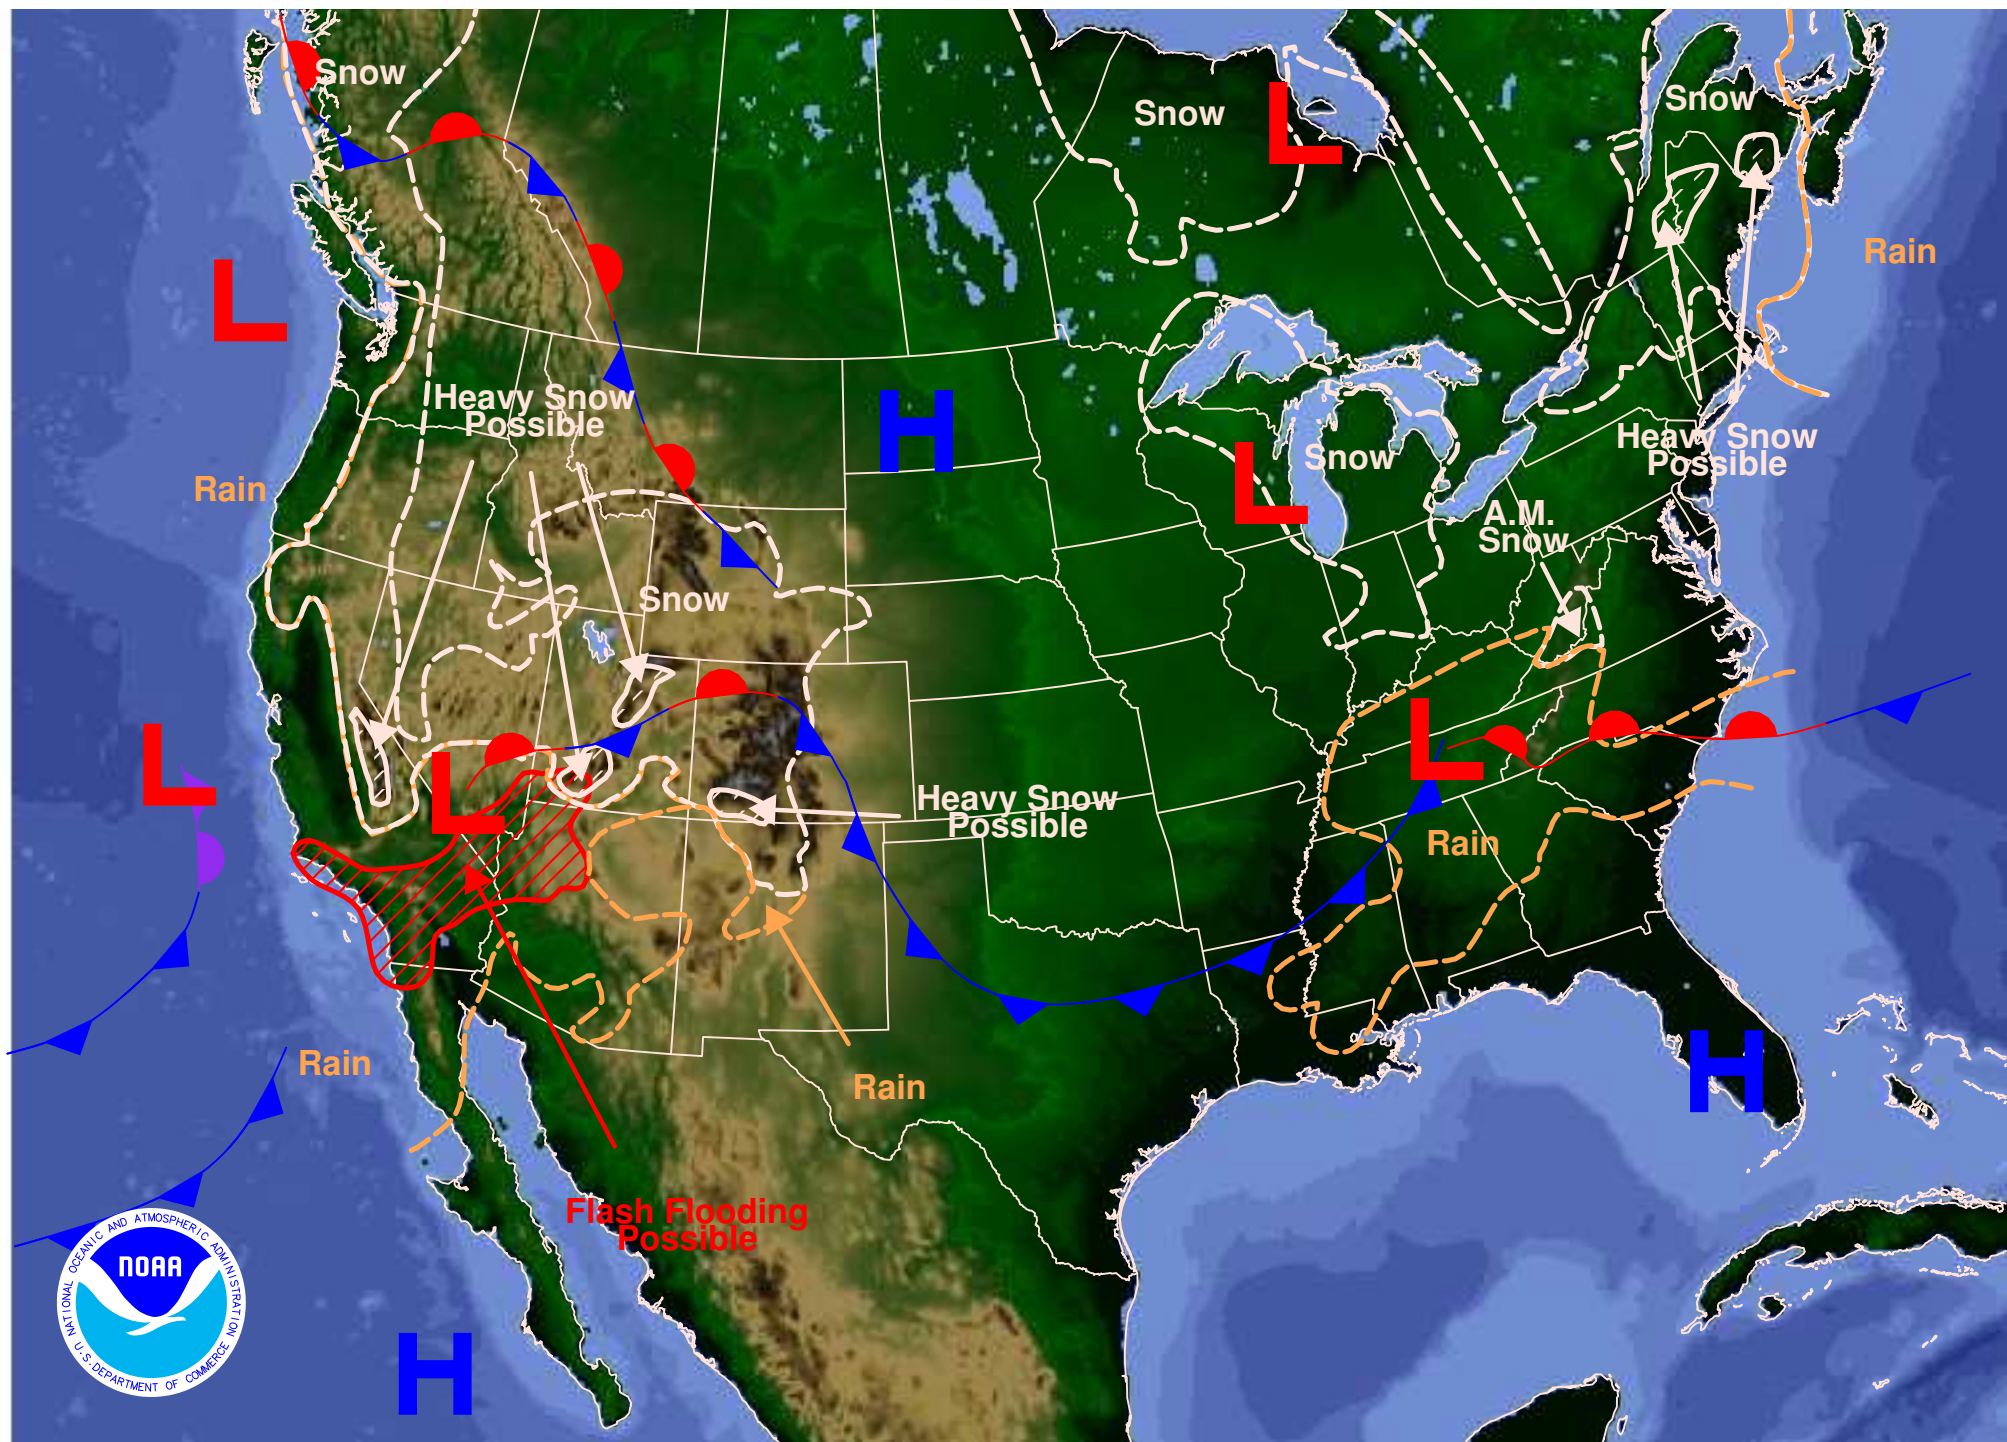 Snow
Snow
L
Snow
Rain
L
Heavy Snow
Possible
H
Heavy Snow
Possible
L
Snow
Rain
A.M.
Snow
Snow
L
L
L
Heavy Snow
Possible
Rain
Rain
H
Rain
Flash Flooding
Possible
NATIONAL OCEANIC AND ATMOSPHERIC ADMINISTRATION
NOAA
U.S. DEPARTMENT OF COMMERCE
H